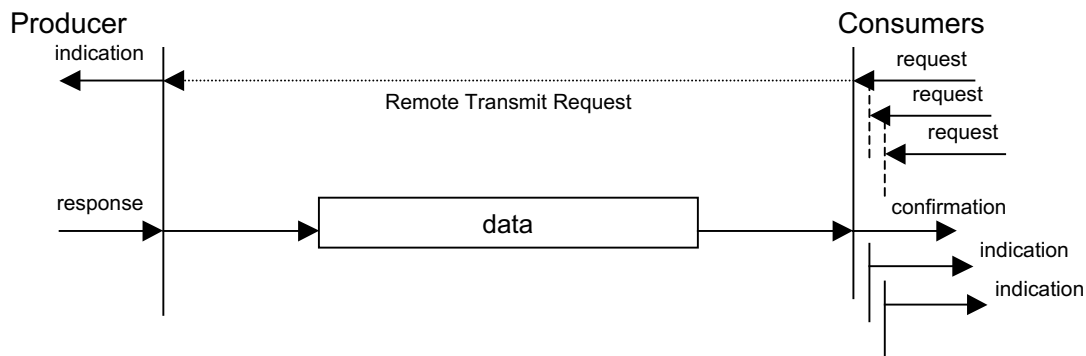 Producer
Consumers
indication
request
Remote Transmit Request
request
request
response
data
confirmation
indication
indication